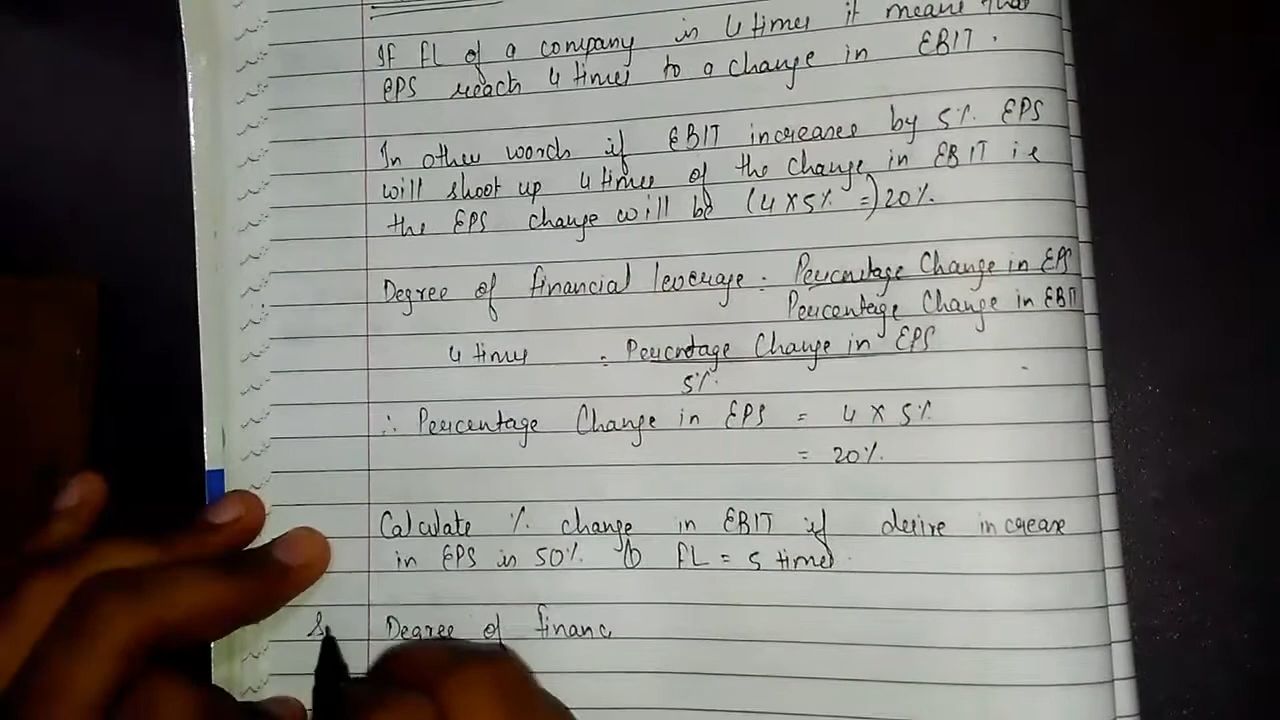 If FL of a company is 4 times it means that
EPS reach 4 times to a change in EBIT.
In other words if EBIT increases by 5% EPS
will shoot up 4 times of the change in EBIT i.e
the EPS change will be (4 X 5% =) 20%.
Degree of financial leverage = Percentage Change in EPS
Percentage Change in EBIT
4 times = Percentage Change in EPS
5%
∴ Percentage Change in EPS = 4 X 5%
= 20%.
Calculate % change in EBIT if desire increase
in EPS is 50% & FL = 5 times.
So Degree of financ